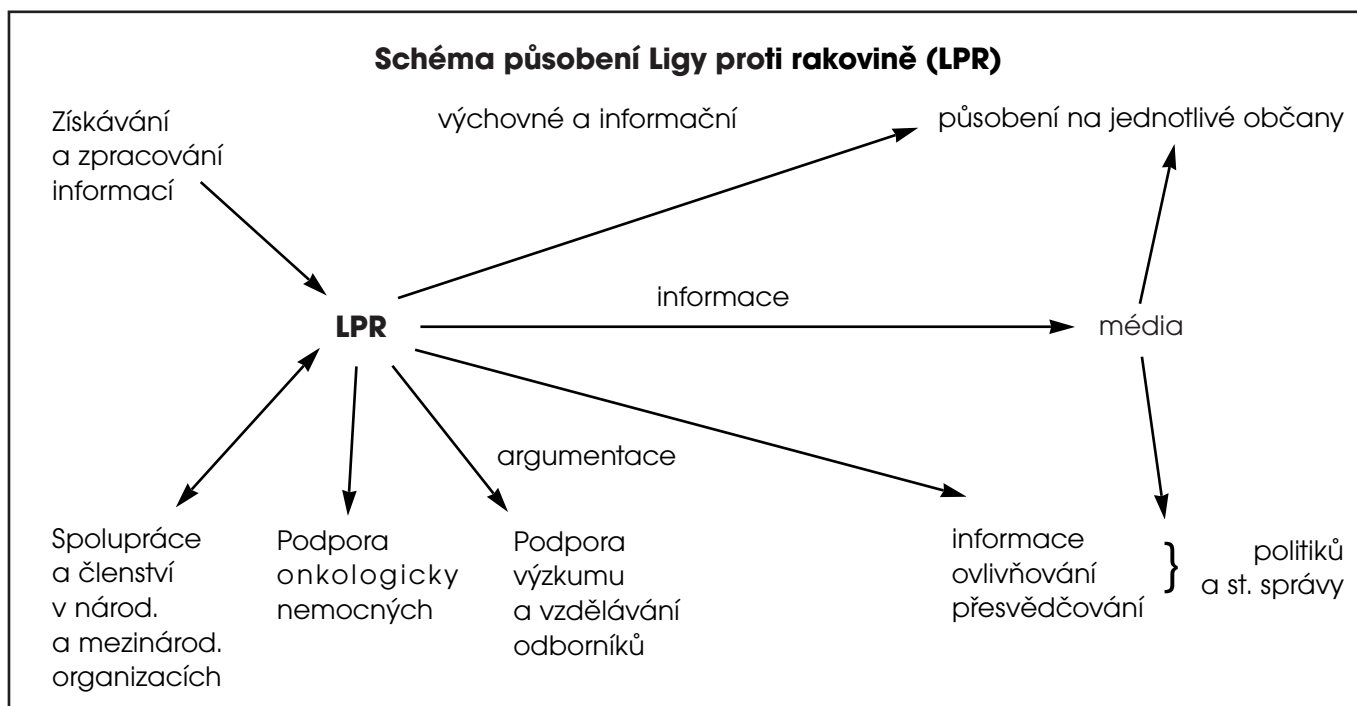 Schéma působení Ligy proti rakovině (LPR)
Získávání
a zpracování
informací
výchovné a informační
působení na jednotlivé občany
informace
LPR
média
argumentace
Spolupráce
a členství
v národ.
a mezinárod.
organizacích
Podpora
onkologicky
nemocných
Podpora
výzkumu
a vzdělávání
odborníků
informace
ovlivňování
přesvědčování
}
politiků
a st. správy